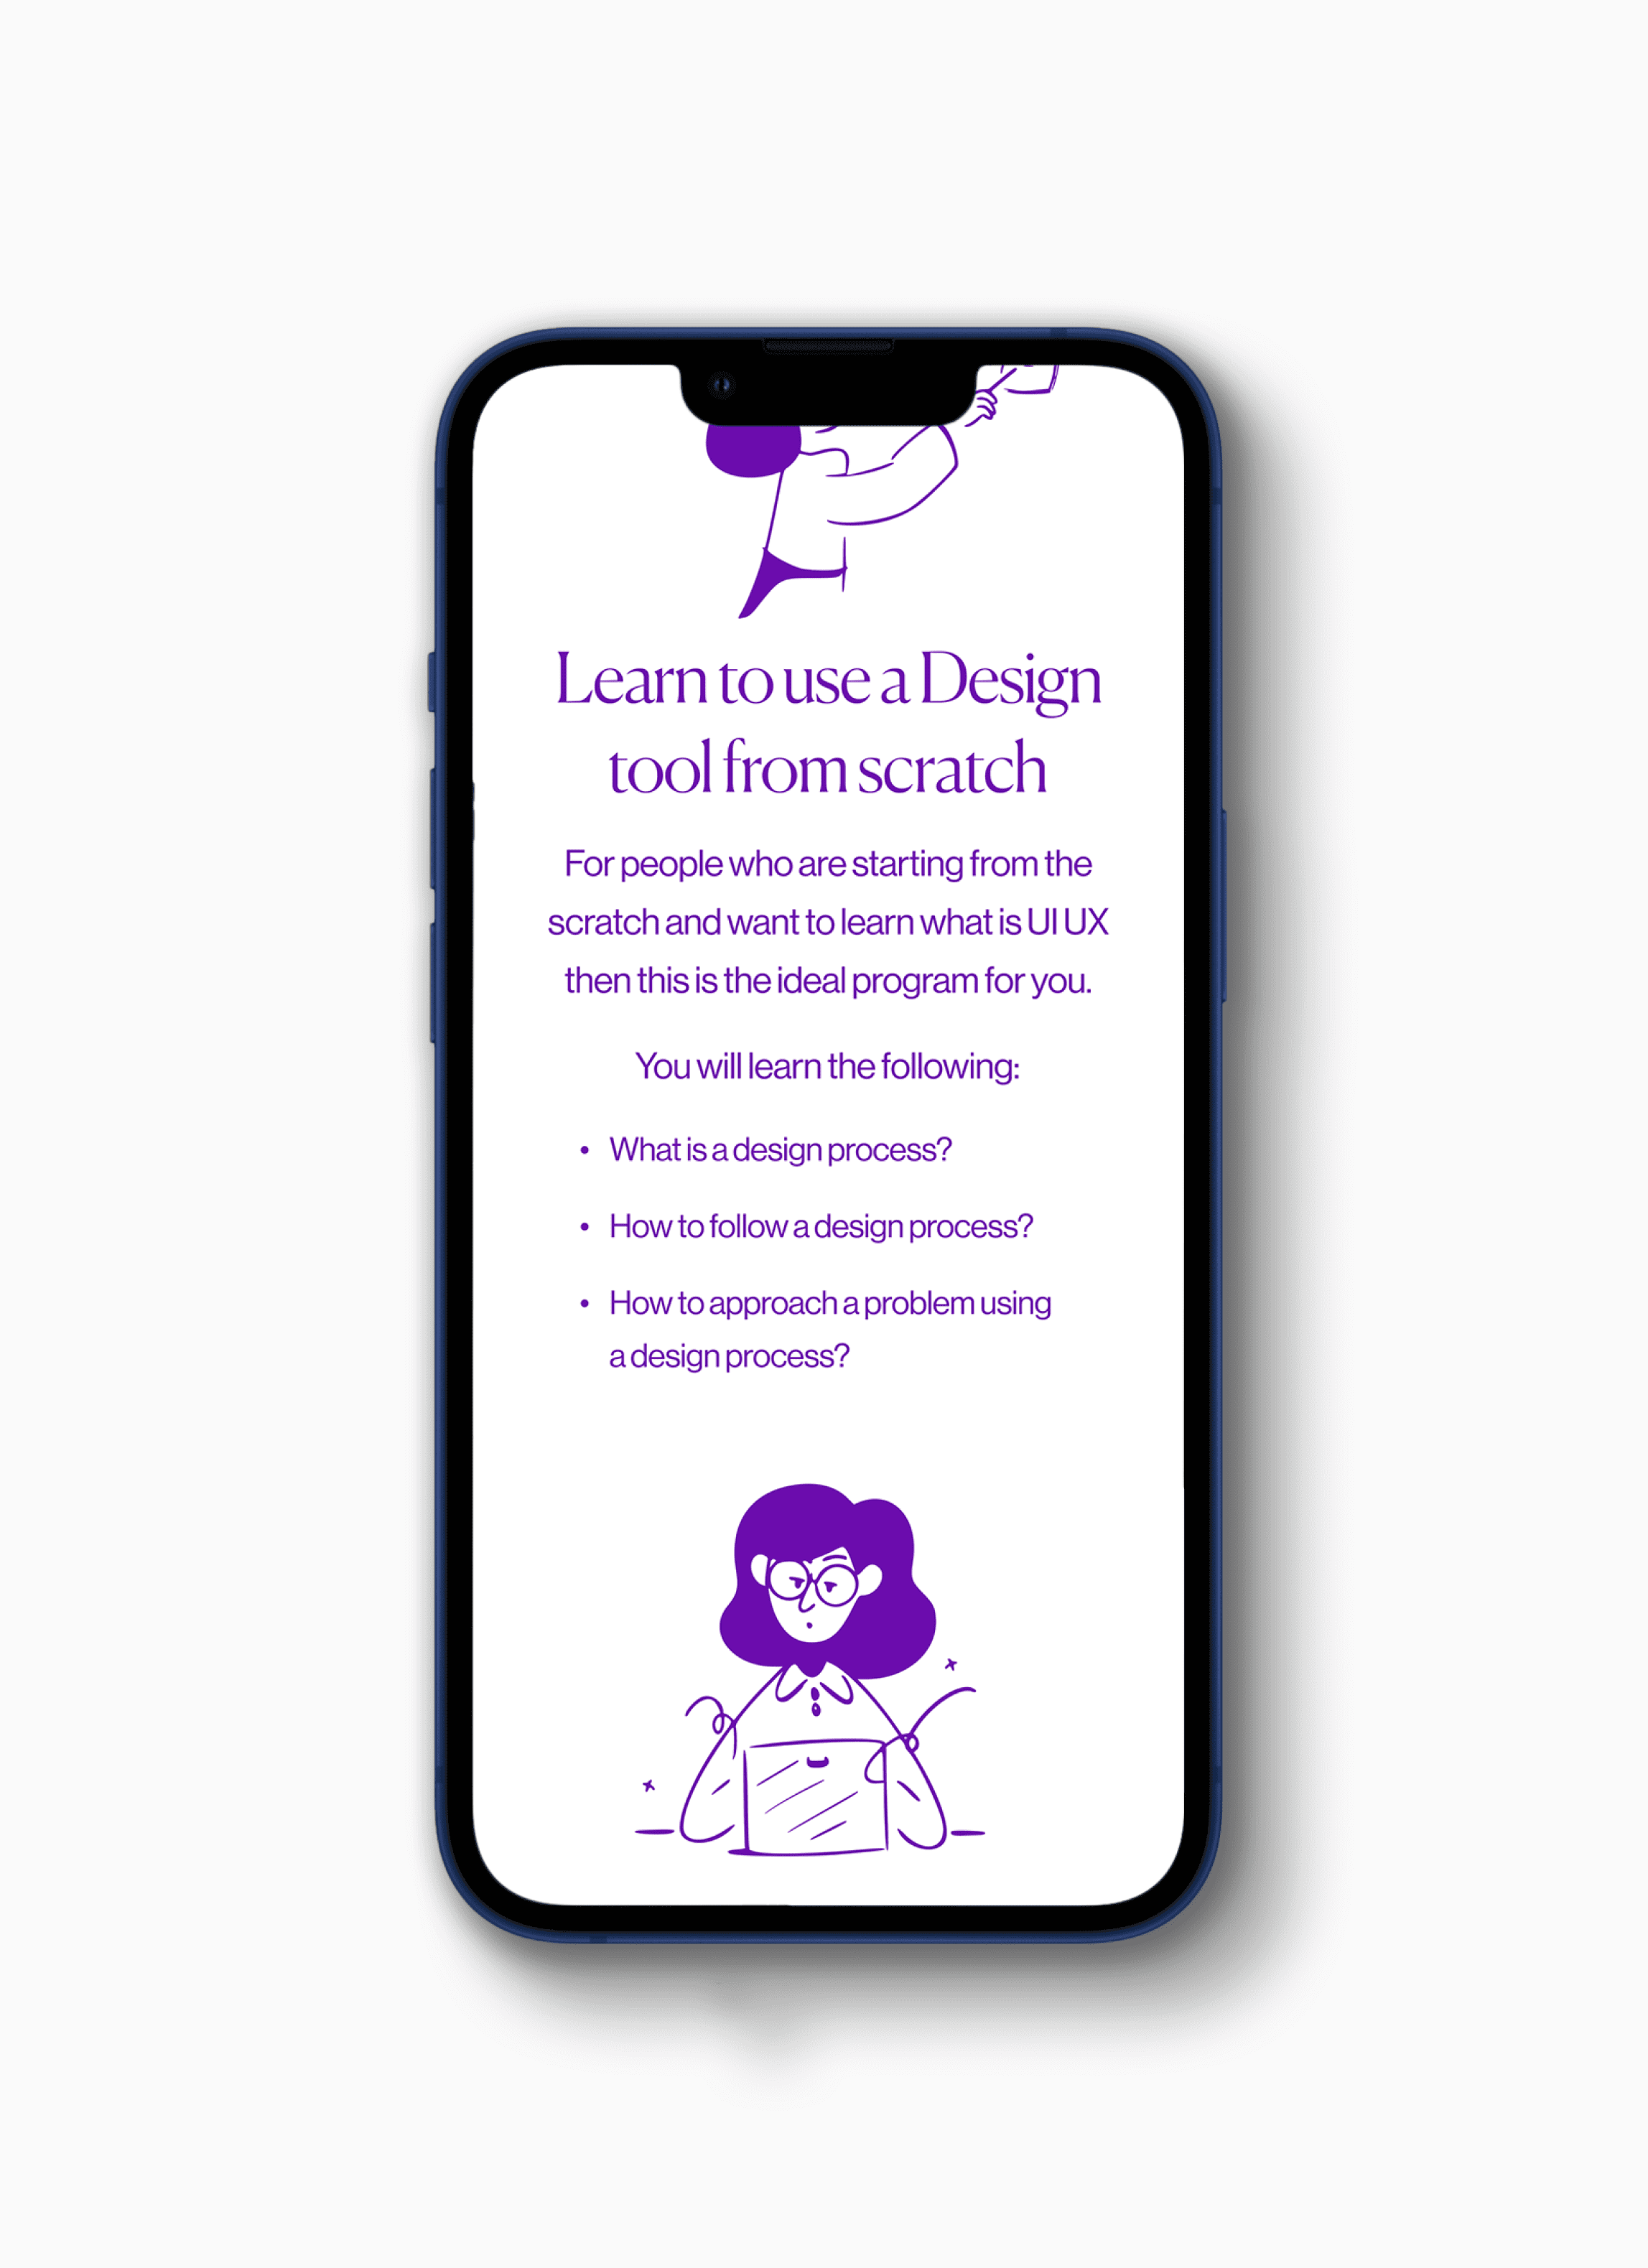 Learn to use a Design
tool from scratch
For people who are starting from the
scratch and want to learn what is UI UX
then this is the ideal program for you.
You will learn the following:
• What is a design process?
• How to follow a design process?
• How to approach a problem using
a design process?